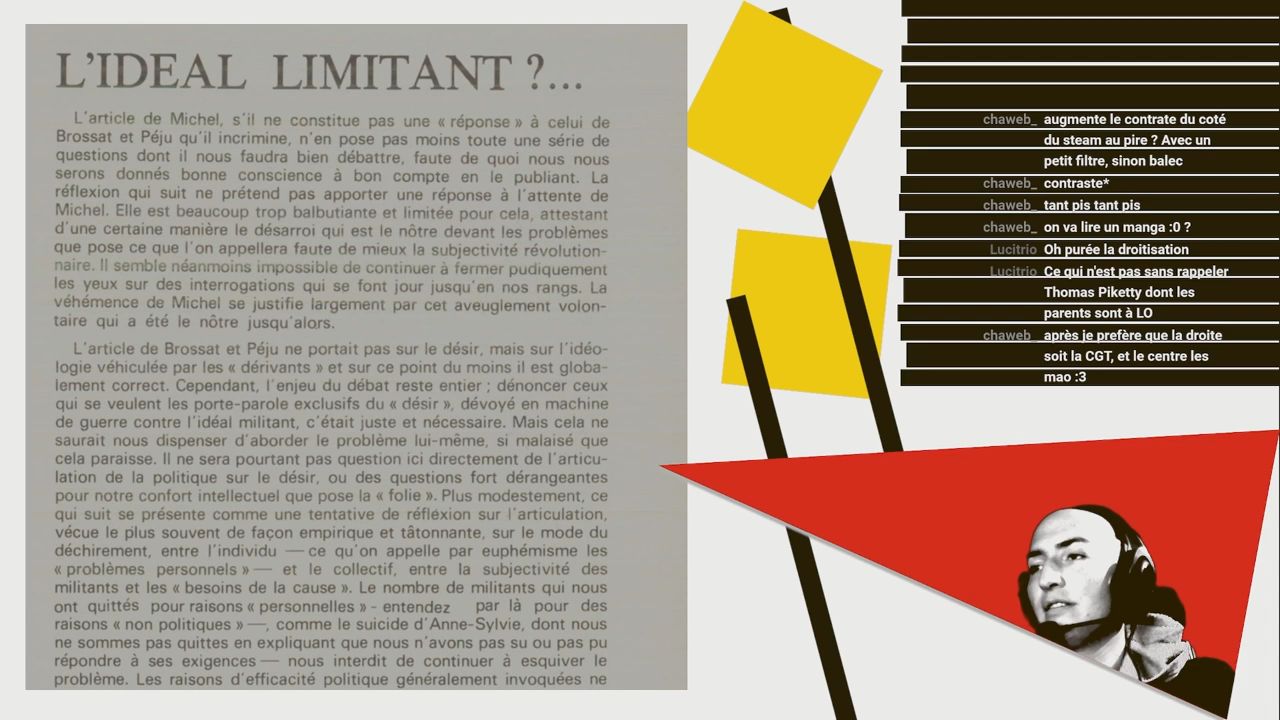 L'IDEAL LIMITANT ?...
L'article de Michel, s'il ne constitue pas une « réponse » à celui de
Brossat et Péju qu'il incrimine, n'en pose pas moins toute une série de
questions dont il nous faudra bien débattre, faute de quoi nous nous
serons donnés bonne conscience à bon compte en le publiant. La
réflexion qui suit ne prétend pas apporter une réponse à l'attente de
Michel. Elle est beaucoup trop balbutiante et limitée pour cela, attestant
d'une certaine manière le désarroi qui est le nôtre devant les problèmes
que pose ce que l'on appellera faute de mieux la subjectivité révolution-
naire. Il semble néanmoins impossible de continuer à fermer pudiquement
les yeux sur des interrogations qui se font jour jusqu'en nos rangs. La
véhémence de Michel se justifie largement par cet aveuglement volon-
taire qui a été le nôtre jusqu'alors.
L'article de Brossat et Péju ne portait pas sur le désir, mais sur l'idéo-
logie véhiculée par les « dérivants » et sur ce point du moins il est globa-
lement correct. Cependant, l'enjeu du débat reste entier ; dénoncer ceux
qui se veulent les porte-parole exclusifs du « désir », dévoyé en machine
de guerre contre l'idéal militant, c'était juste et nécessaire. Mais cela ne
saurait nous dispenser d'aborder le problème lui-même, si malaisé que
cela paraisse. Il ne sera pourtant pas question ici directement de l'articu-
lation de la politique sur le désir, ou des questions fort dérangeantes
pour notre confort intellectuel que pose la « folie ». Plus modestement, ce
qui suit se présente comme une tentative de réflexion sur l'articulation,
vécue le plus souvent de façon empirique et tâtonnante, sur le mode du
déchirement, entre l'individu — ce qu'on appelle par euphémisme les
« problèmes personnels » — et le collectif, entre la subjectivité des
militants et les « besoins de la cause ». Le nombre de militants qui nous
ont quittés pour raisons « personnelles » - entendez par là pour des
raisons « non politiques » —, comme le suicide d'Anne-Sylvie, dont nous
ne sommes pas quittes en expliquant que nous n'avons pas su ou pas pu
répondre à ses exigences — nous interdit de continuer à esquiver le
problème. Les raisons d'efficacité politique généralement invoquées ne
chaweb_ augmente le contrate du coté
du steam au pire ? Avec un
petit filtre, sinon balec
chaweb_ contraste*
chaweb_ tant pis tant pis
chaweb_ on va lire un manga :0 ?
Lucitrio Oh purée la droitisation
Lucitrio Ce qui n'est pas sans rappeler
Thomas Piketty dont les
parents sont à LO
chaweb_ après je prefère que la droite
soit la CGT, et le centre les
mao :3